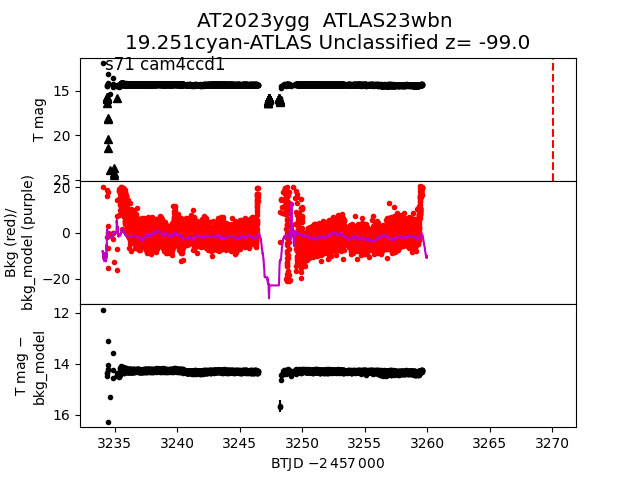 AT2023ygg  ATLAS23wbn
19.251cyan-ATLAS Unclassified z= -99.0
s71 cam4ccd1
T mag
15
20
25
Bkg (red)/
bkg_model (purple)
20
0
−20
T mag −
bkg_model
12
14
16
3235 3240 3245 3250 3255 3260 3265 3270
BTJD −2 457 000